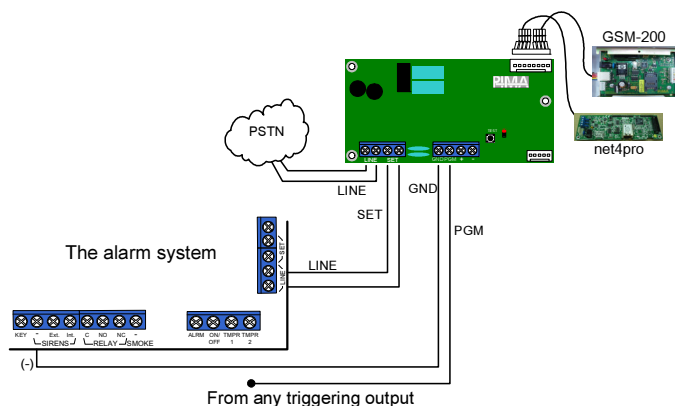 GSM-200
PIMA
PSTN
TEST
net4pro
LINE SET GND/PGM + -
LINE
GND
SET
PGM
The alarm system
SET
LINE
LINE
KEY - Ext. Int. C NO NC - ALRM ON/OFF TMPR 1 TMPR 2
SIRENS RELAY SMOKE
(-)
From any triggering output